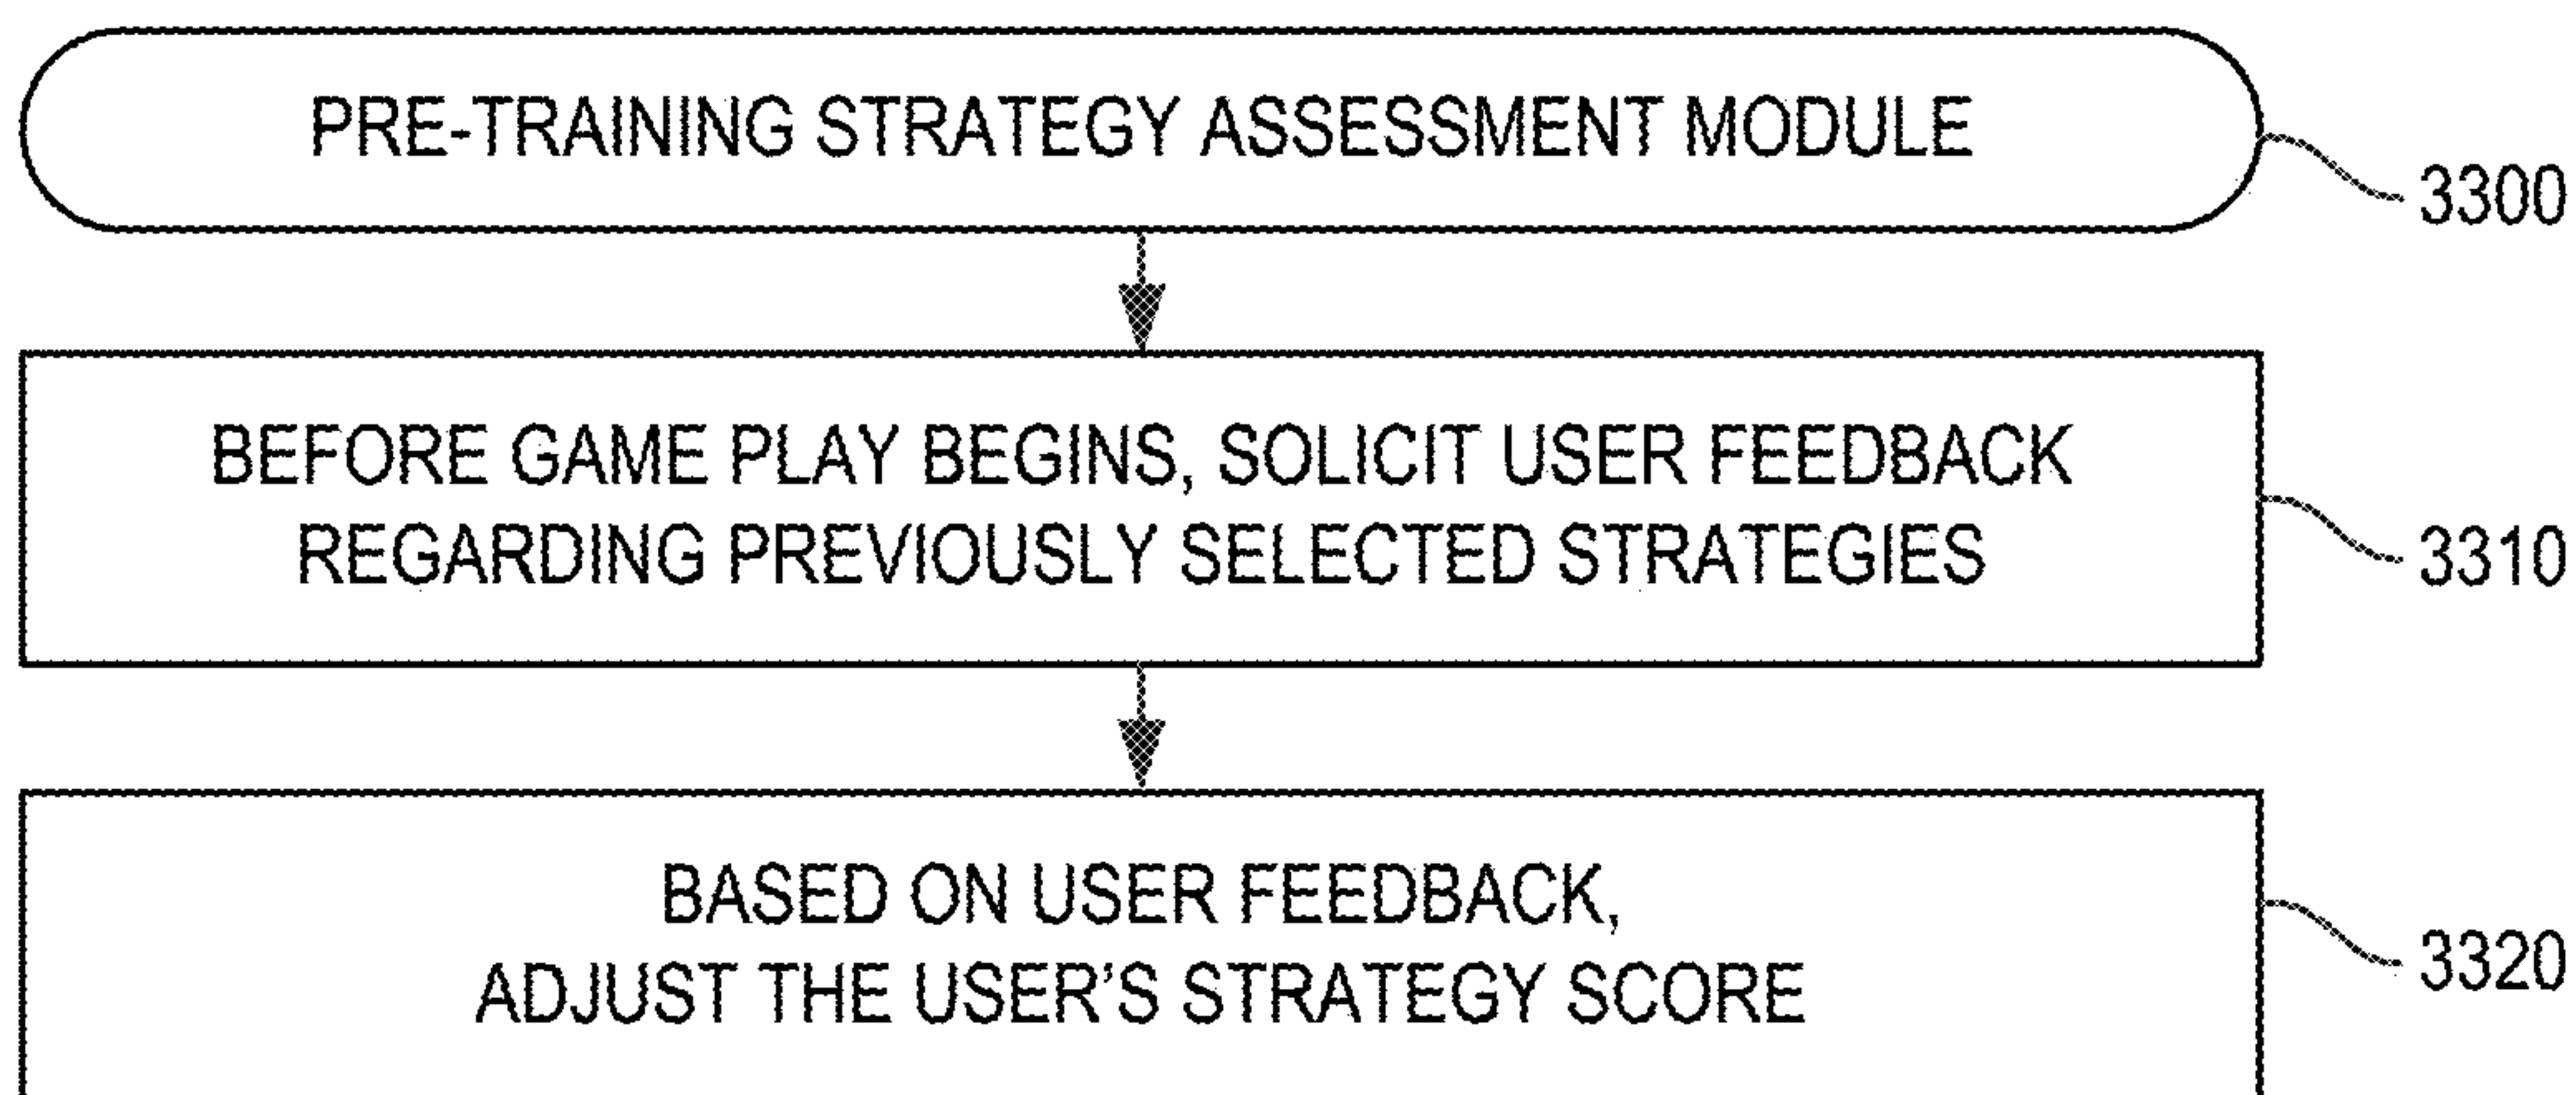 PRE-TRAINING STRATEGY ASSESSMENT MODULE
3300
BEFORE GAME PLAY BEGINS, SOLICIT USER FEEDBACK
REGARDING PREVIOUSLY SELECTED STRATEGIES
3310
BASED ON USER FEEDBACK,
ADJUST THE USER'S STRATEGY SCORE
3320